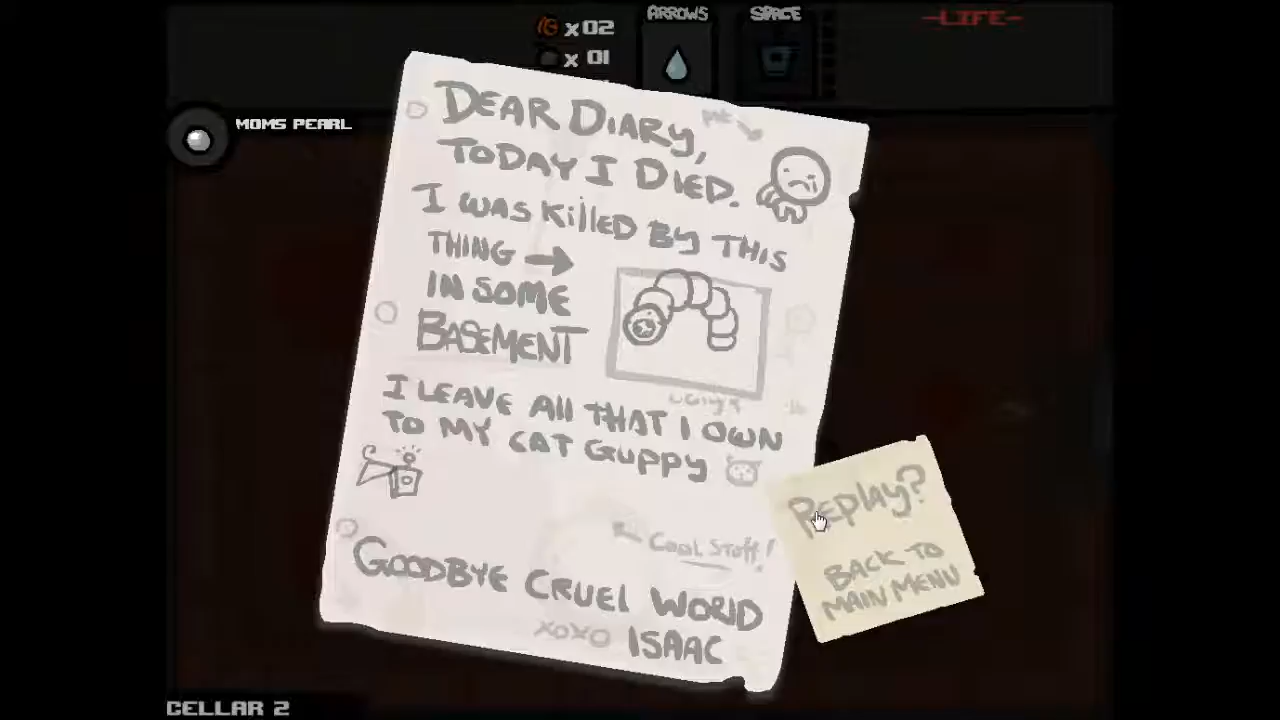 x02
ARROWS
SPACE
-LIFE-
x 01
MOMS PEARL
DEAR DIARY,
TODAY I DIED.
I WAS KILLED BY THIS
THING
IN SOME
BASEMENT
I LEAVE ALL THAT I OWN
TO MY CAT GUPPY
COOL STUFF!
GOODBYE CRUEL WORLD
XOXO ISAAC
REPLAY?
BACK TO
MAIN MENU
CELLAR 2